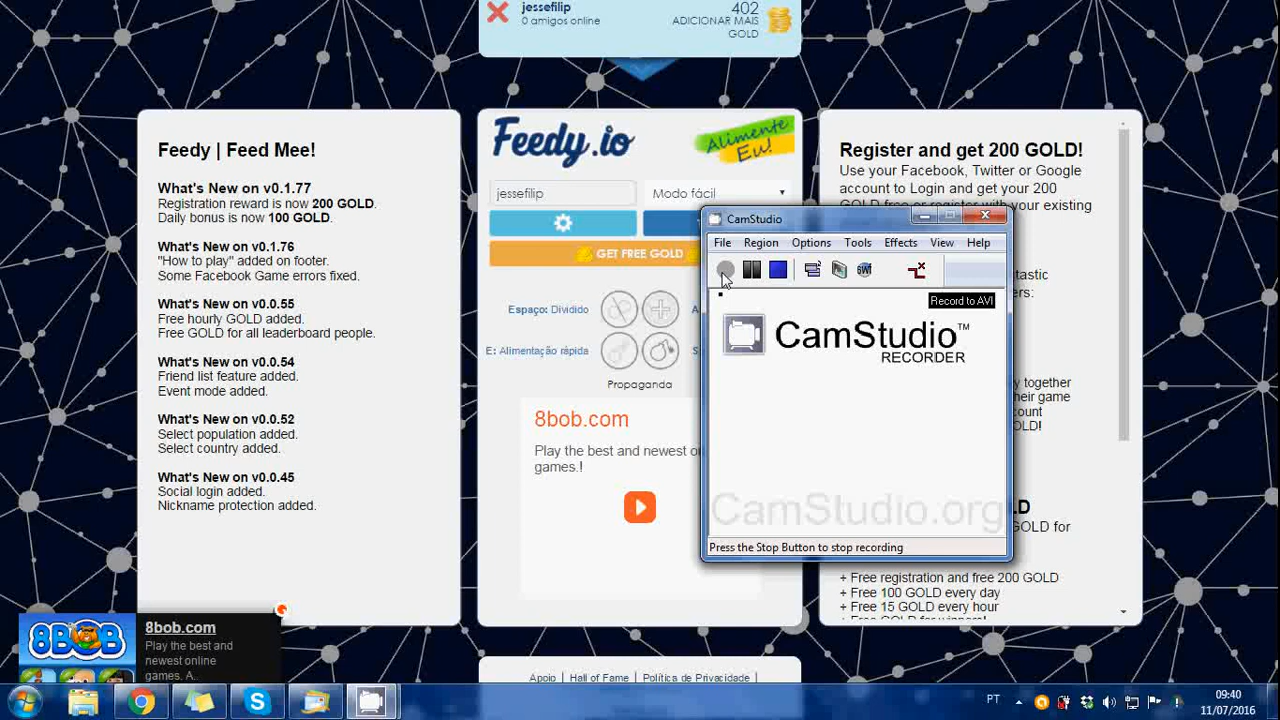 jessefilip
0 amigos online
402
ADICIONAR MAIS
GOLD
Feedy | Feed Mee!
What's New on v0.1.77
Registration reward is now 200 GOLD.
Daily bonus is now 100 GOLD.
What's New on v0.1.76
"How to play" added on footer.
Some Facebook Game errors fixed.
What's New on v0.0.55
Free hourly GOLD added.
Free GOLD for all leaderboard people.
What's New on v0.0.54
Friend list feature added.
Event mode added.
What's New on v0.0.52
Select population added.
Select country added.
What's New on v0.0.45
Social login added.
Nickname protection added.
Feedy.io
Alimente
Eu!
jessefilip
Modo fácil
GET FREE GOLD
Espaço: Dividido
E: Alimentação rápida
Propaganda
8bob.com
Play the best and newest
games.!
Register and get 200 GOLD!
Use your Facebook, Twitter or Google
account to Login and get your 200
GOLD free or register with your existing
CamStudio
File Region Options Tools Effects View Help
Record to AVI
CamStudio™
RECORDER
CamStudio.org
Press the Stop Button to stop recording
together
game
count
+ Free registration and free 200 GOLD
+ Free 100 GOLD every day
+ Free 15 GOLD every hour
+ Free GOLD for winners!
8BOB
8bob.com
Play the best and
newest online
games. A..
Apoio | Hall of Fame | Política de Privacidade |
PT
09:40
11/07/2016